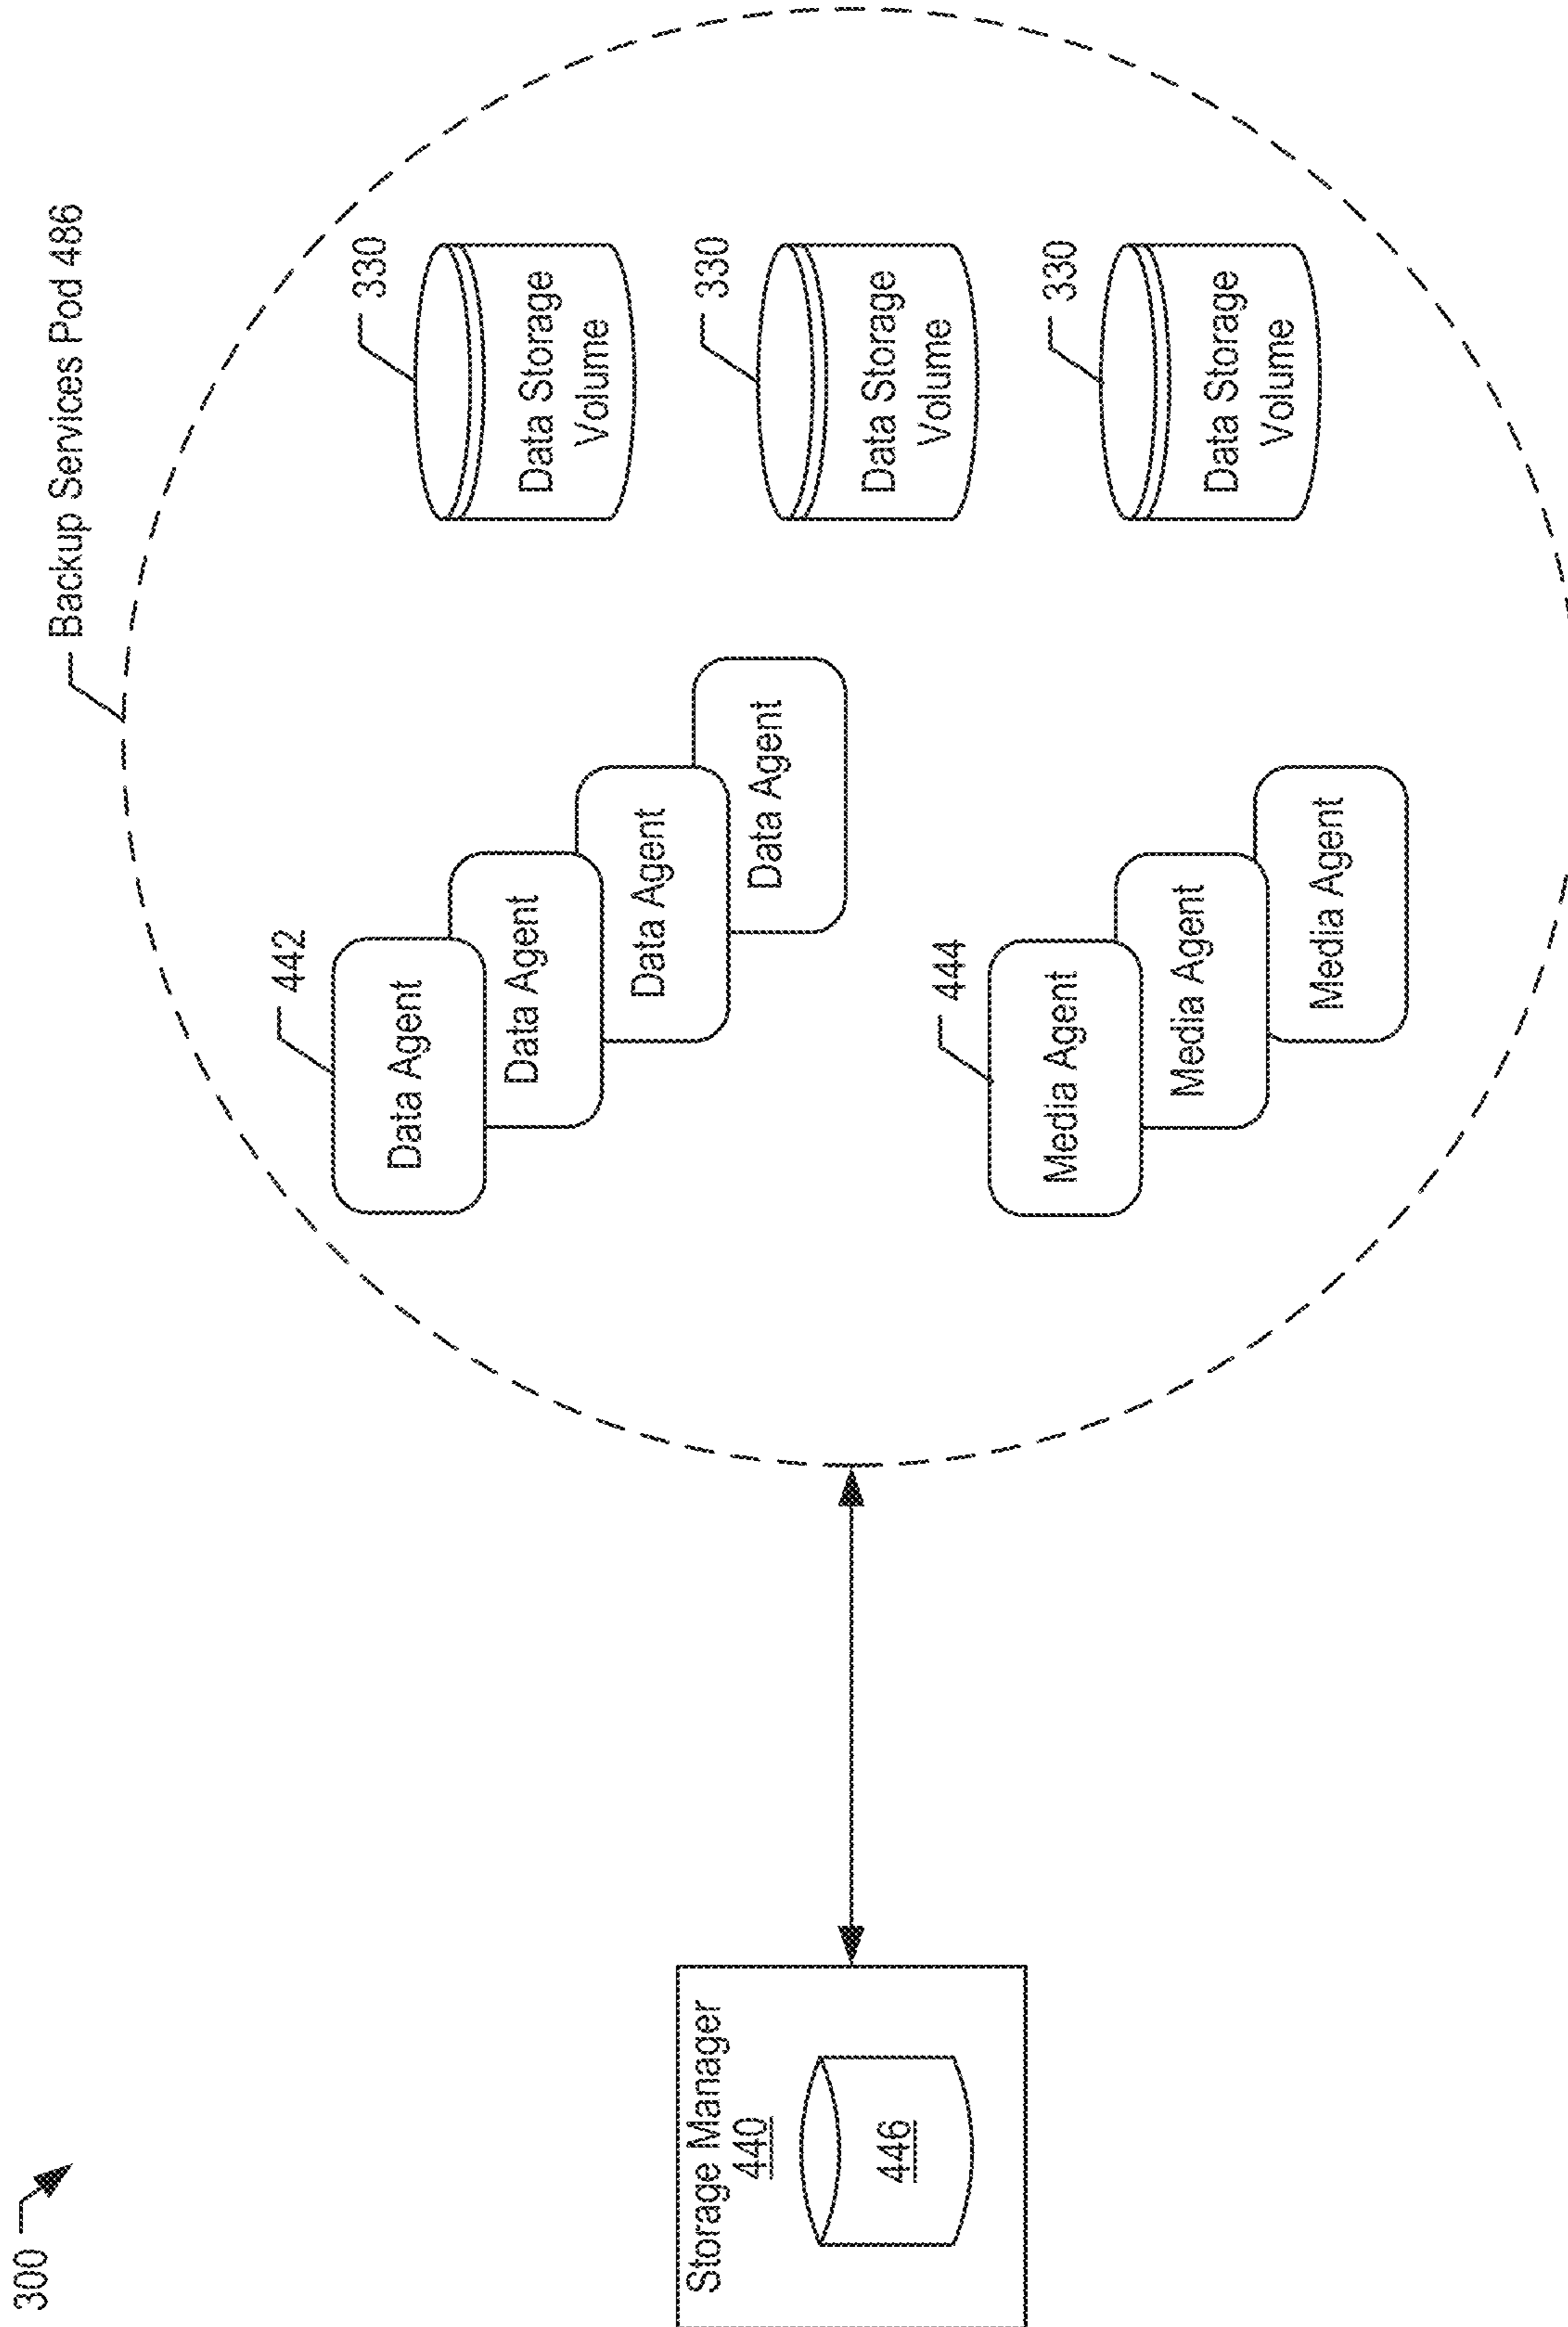 300
Backup Services Pod 486
442
Data Agent
Data Agent
Data Agent
Data Agent
330
Data Storage
Volume
330
Data Storage
Volume
330
Data Storage
Volume
Storage Manager
440
446
444
Media Agent
Media Agent
Media Agent